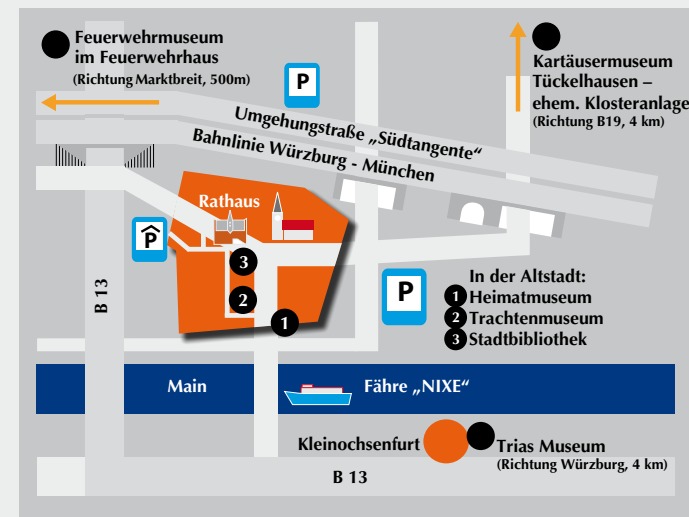 Feuerwehrmuseum
im Feuerwehrhaus
(Richtung Marktbreit, 500m)
P
Kartäusermuseum
Tückelhausen –
ehem. Klosteranlage
(Richtung B19, 4 km)
Umgehungstraße „Südtangente“
Bahnlinie Würzburg - München
Rathaus
P
B 13
3
2
1
P
In der Altstadt:
1 Heimatmuseum
2 Trachtenmuseum
3 Stadtbibliothek
Main
Fähre „NIXE“
Kleinochsenfurt
Trias Museum
(Richtung Würzburg, 4 km)
B 13